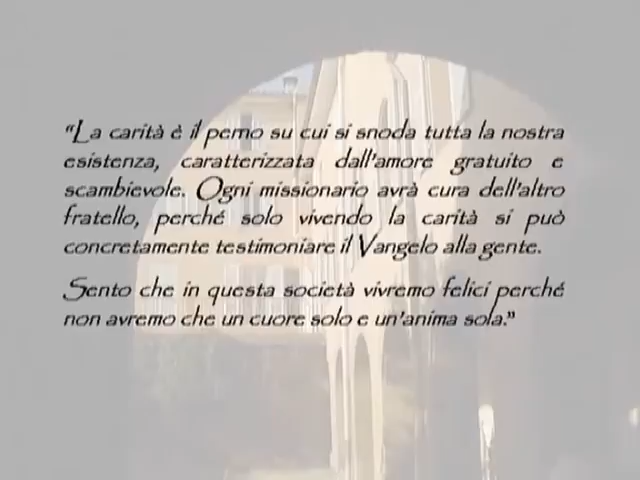 "La carità è il perno su cui si snoda tutta la nostra
esistenza, caratterizzata dall'amore gratuito e
scambievole. Ogni missionario avrà cura dell'altro
fratello, perché solo vivendo la carità si può
concretamente testimoniare il Vangelo alla gente.
Sento che in questa società vivremo felici perché
non avremo che un cuore solo e un'anima sola."